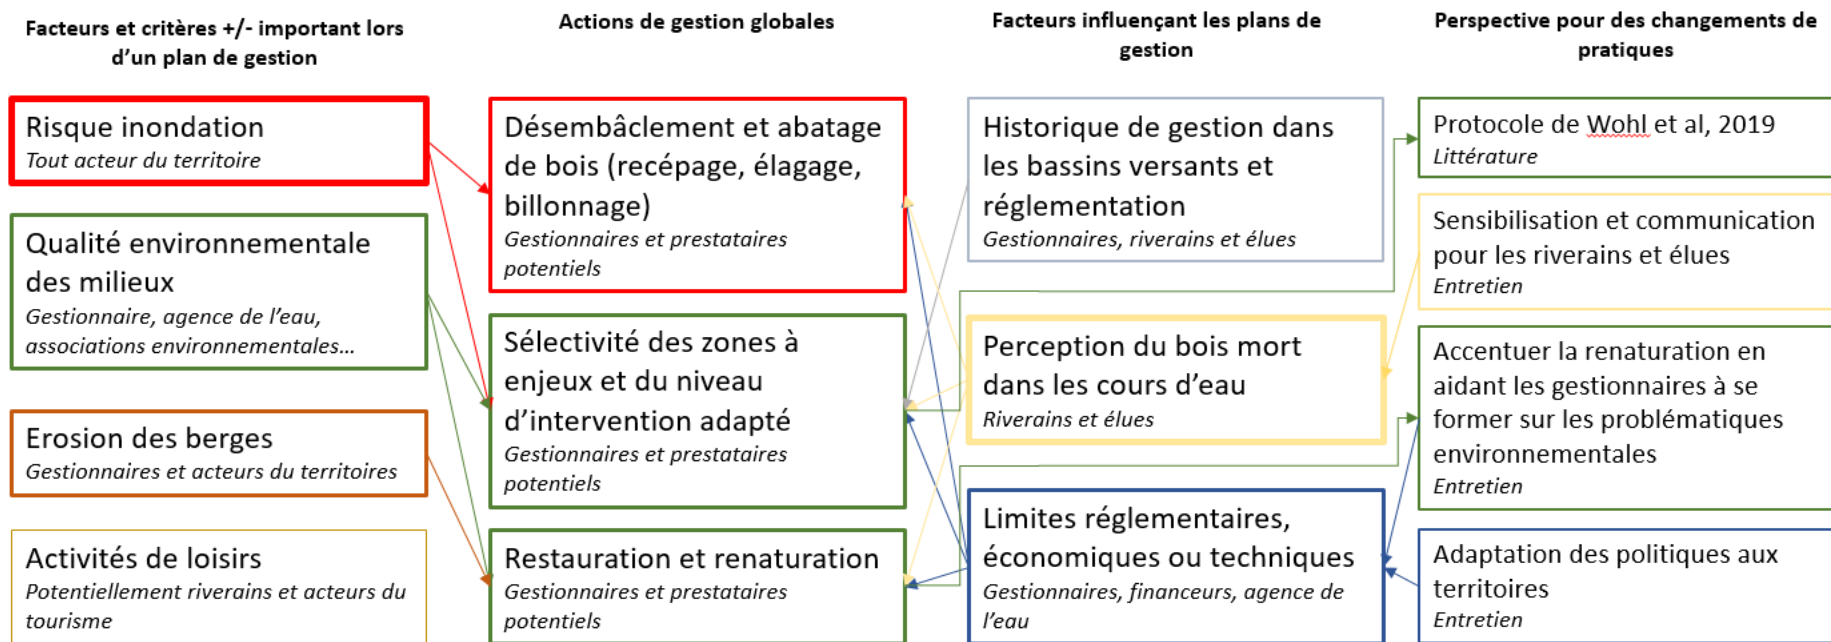 Facteurs et critères +/- important lors
d’un plan de gestion
Risque inondation
Tout acteur du territoire
Qualité environnementale
des milieux
Gestionnaire, agence de l’eau,
associations environnementales…
Erosion des berges
Gestionnaires et acteurs du territoires
Activités de loisirs
Potentiellement riverains et acteurs du
tourisme
Actions de gestion globales
Désembâclement et abatage
de bois (recépage, élagage,
billonnage)
Gestionnaires et prestataires
potentiels
Sélectivité des zones à
enjeux et du niveau
d’intervention adapté
Gestionnaires et prestataires
potentiels
Restauration et renaturation
Gestionnaires et prestataires
potentiels
Facteurs influençant les plans de
gestion
Historique de gestion dans
les bassins versants et
réglementation
Gestionnaires, riverains et élues
Perception du bois mort
dans les cours d’eau
Riverains et élues
Limites réglementaires,
économiques ou techniques
Gestionnaires, financeurs, agence de
l’eau
Perspective pour des changements de
pratiques
Protocole de Wohl et al, 2019
Littérature
Sensibilisation et communication
pour les riverains et élues
Entretien
Accentuer la renaturation en
aidant les gestionnaires à se
former sur les problématiques
environnementales
Entretien
Adaptation des politiques aux
territoires
Entretien